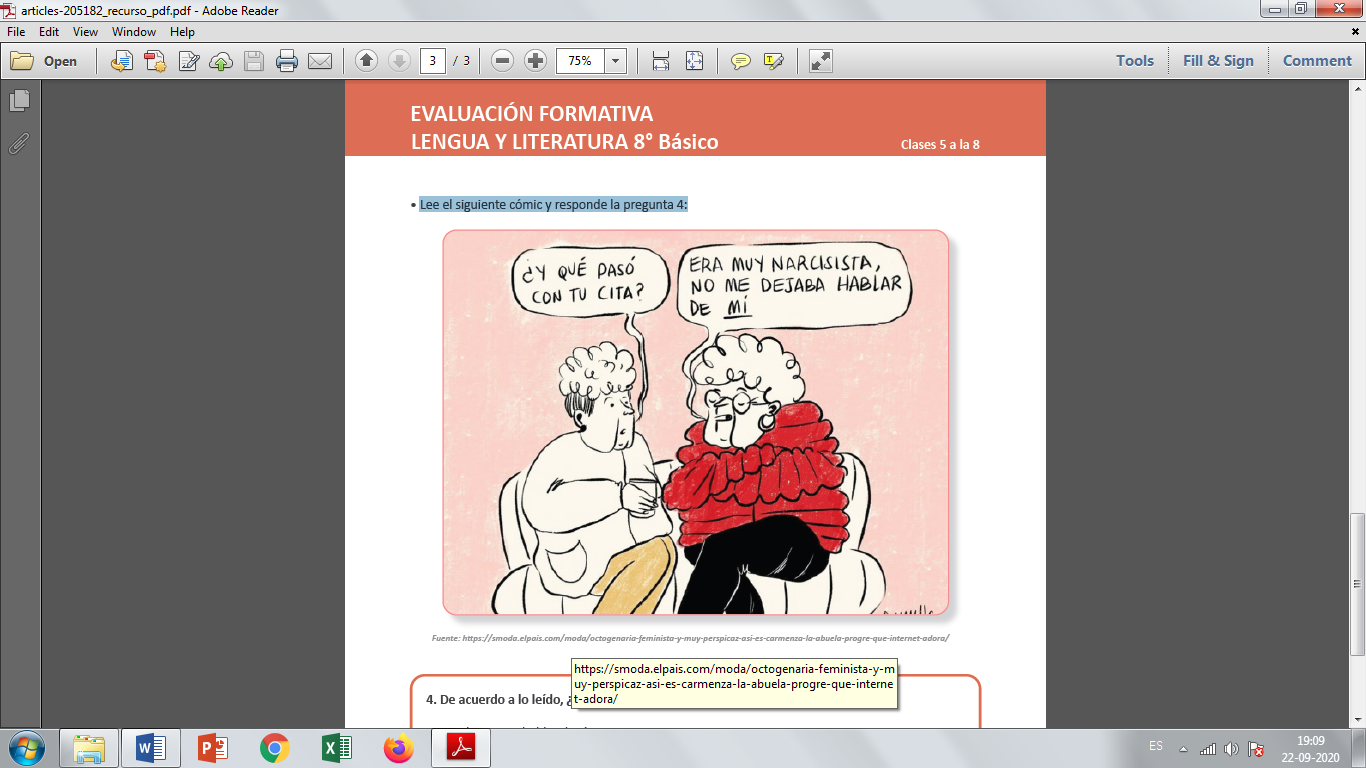 articles-205182_recurso_pdf.pdf - Adobe Reader
File Edit View Window Help
Open 3 / 3 75% Tools Fill & Sign Comment
EVALUACIÓN FORMATIVA
LENGUA Y LITERATURA 8° Básico
Clases 5 a la 8
• Lee el siguiente cómic y responde la pregunta 4:
¿Y QUÉ PASÓ
CON TU CITA?
ERA MUY NARCISISTA,
NO ME DEJABA HABLAR
DE MÍ
Fuente: https://smoda.elpais.com/moda/octogenaria-feminista-y-muy-perspicaz-asi-es-carmenza-la-abuela-progre-que-internet-adora/
https://smoda.elpais.com/moda/octogenaria-feminista-y-m
uy-perspicaz-asi-es-carmenza-la-abuela-progre-que-interne
t-adora/
4. De acuerdo a lo leído,
ES
19:09
22-09-2020